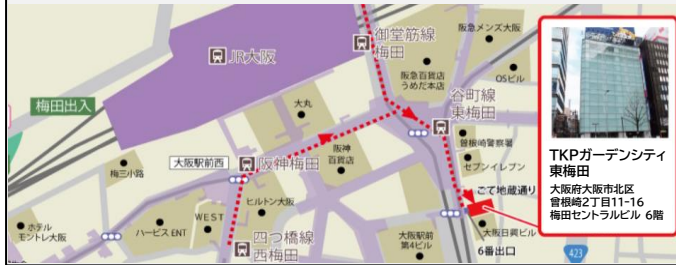 御堂筋線
梅田
阪急メンズ大阪
JR大阪
阪急百貨店
うめだ本店
OSビル
梅田出入
大丸
谷町線
東梅田
曾根崎警察署
大阪駅前西
阪神梅田
阪神
百貨店
セブンイレブン
梅三小路
ごて地蔵通り
ヒルトン大阪
WEST
ホテル
モントレ大阪
ハービス ENT
四つ橋線
西梅田
大阪駅前
第4ビル
大阪日興ビル
6番出口
423
TKPガーデンシティ
東梅田
大阪府大阪市北区
曾根崎2丁目11-16
梅田セントラルビル 6階